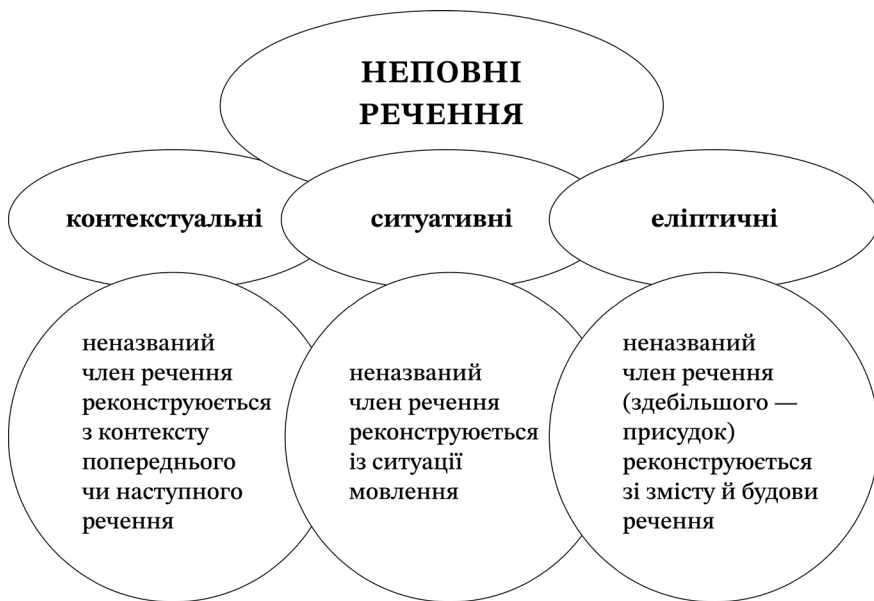 НЕПОВНІ
РЕЧЕННЯ
контекстуальні
ситуативні
еліптичні
неназваний
член речення
реконструюється
з контексту
попереднього
чи наступного
речення
неназваний
член речення
реконструюється
із ситуації
мовлення
неназваний
член речення
(здебільшого —
присудок)
реконструюється
зі змісту й будови
речення